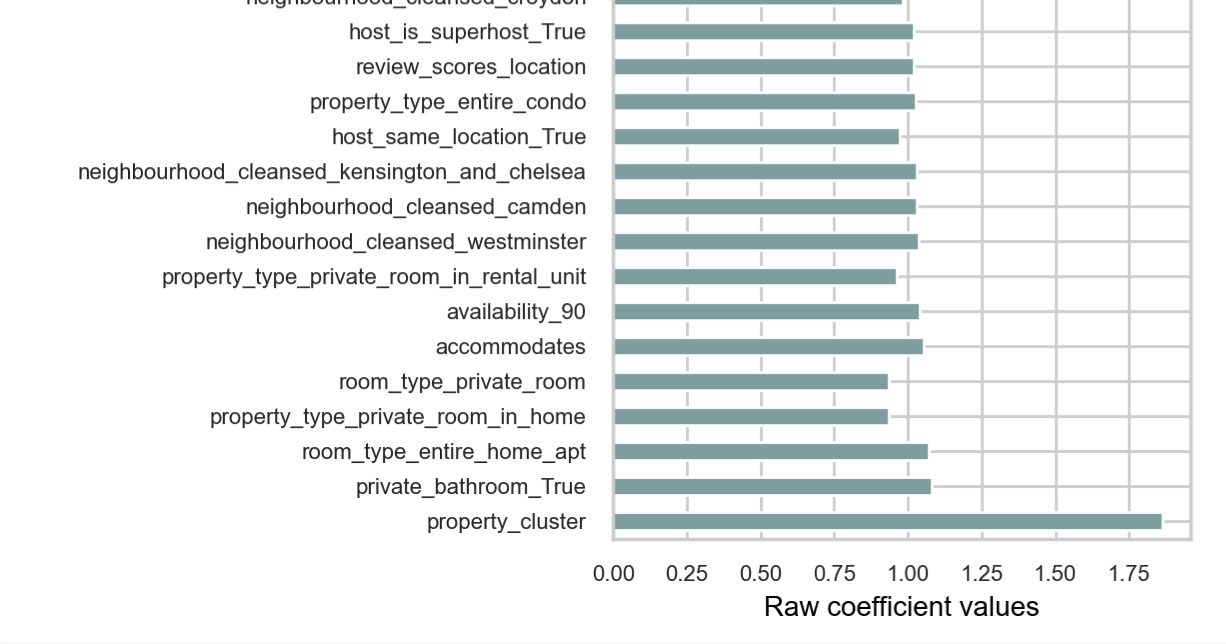 neighbourhood_cleansed_croydon
host_is_superhost_True
review_scores_location
property_type_entire_condo
host_same_location_True
neighbourhood_cleansed_kensington_and_chelsea
neighbourhood_cleansed_camden
neighbourhood_cleansed_westminster
property_type_private_room_in_rental_unit
availability_90
accommodates
room_type_private_room
property_type_private_room_in_home
room_type_entire_home_apt
private_bathroom_True
property_cluster
0.00 0.25 0.50 0.75 1.00 1.25 1.50 1.75
Raw coefficient values